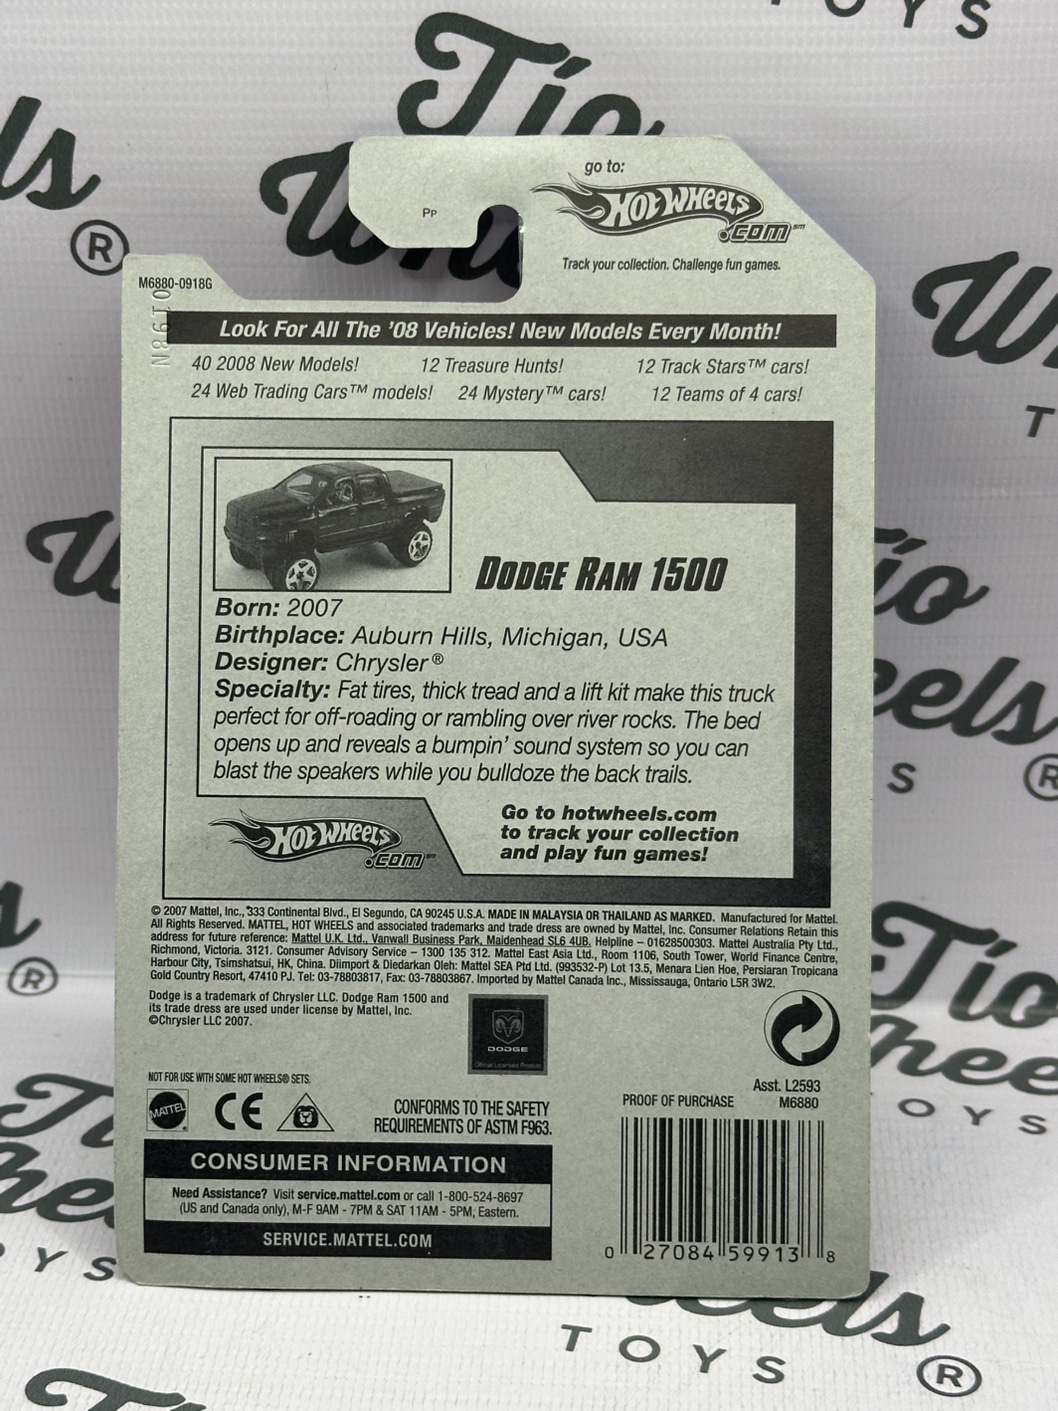 Tio
Wheels
TOYS
®
go to:
Hot Wheels
.com℠
Track your collection. Challenge fun games.
Pp
M6880-0918G
Look For All The '08 Vehicles! New Models Every Month!
40 2008 New Models! 12 Treasure Hunts! 12 Track Stars™ cars!
24 Web Trading Cars™ models! 24 Mystery™ cars! 12 Teams of 4 cars!
DODGE RAM 1500
Born: 2007
Birthplace: Auburn Hills, Michigan, USA
Designer: Chrysler®
Specialty: Fat tires, thick tread and a lift kit make this truck
perfect for off-roading or rambling over river rocks. The bed
opens up and reveals a bumpin' sound system so you can
blast the speakers while you bulldoze the back trails.
Hot Wheels
.com
Go to hotwheels.com
to track your collection
and play fun games!
© 2007 Mattel, Inc., 333 Continental Blvd., El Segundo, CA 90245 U.S.A. MADE IN MALAYSIA OR THAILAND AS MARKED. Manufactured for Mattel.
All Rights Reserved. MATTEL, HOT WHEELS and associated trademarks and trade dress are owned by Mattel, Inc. Consumer Relations Retain this
address for future reference: Mattel U.K. Ltd., Vanwall Business Park, Maidenhead SL6 4UB. Helpline – 01628500303. Mattel Australia Pty Ltd.,
Richmond, Victoria. 3121. Consumer Advisory Service – 1300 135 312. Mattel East Asia Ltd., Room 1106, South Tower, World Finance Centre,
Harbour City, Tsimshatsui, HK, China. Diimport & Diedarkan Oleh: Mattel SEA Ptd Ltd. (993532-P) Lot 13.5, Menara Lien Hoe, Persiaran Tropicana
Gold Country Resort, 47410 PJ. Tel: 03-78803817, Fax: 03-78803867. Imported by Mattel Canada Inc., Mississauga, Ontario L5R 3W2.
Dodge is a trademark of Chrysler LLC. Dodge Ram 1500 and
its trade dress are used under license by Mattel, Inc.
©Chrysler LLC 2007.
DODGE
Official Licensed Product
NOT FOR USE WITH SOME HOT WHEELS® SETS.
Asst. L2593
PROOF OF PURCHASE M6880
MATTEL
CE
CONFORMS TO THE SAFETY
REQUIREMENTS OF ASTM F963.
CONSUMER INFORMATION
Need Assistance? Visit service.mattel.com or call 1-800-524-8697
(US and Canada only), M-F 9AM - 7PM & SAT 11AM - 5PM, Eastern.
SERVICE.MATTEL.COM
0 27084 59913 8
TOYS
®